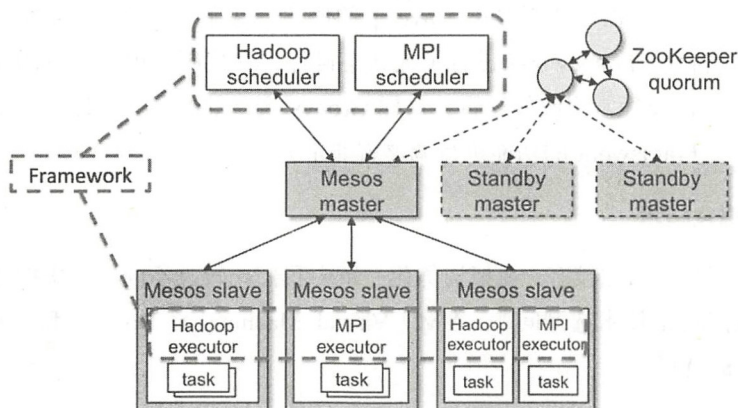 Hadoop
scheduler
MPI
scheduler
ZooKeeper
quorum
Framework
Mesos
master
Standby
master
Standby
master
Mesos slave
Hadoop
executor
task
Mesos slave
MPI
executor
task
Mesos slave
Hadoop
executor
task
MPI
executor
task